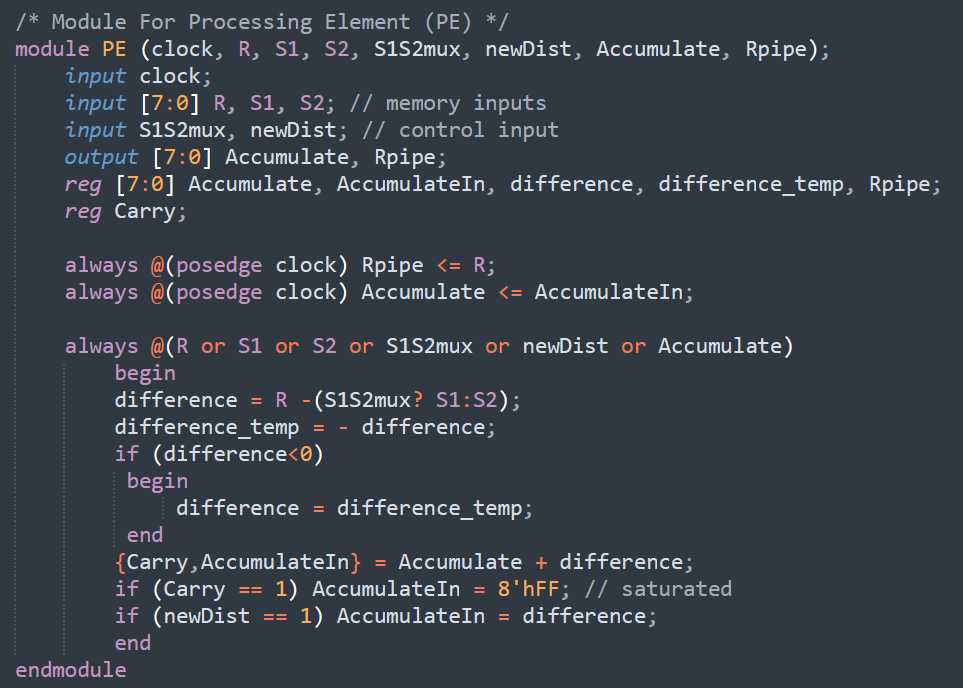 /* Module For Processing Element (PE) */
module PE (clock, R, S1, S2, S1S2mux, newDist, Accumulate, Rpipe);
input clock;
input [7:0] R, S1, S2; // memory inputs
input S1S2mux, newDist; // control input
output [7:0] Accumulate, Rpipe;
reg [7:0] Accumulate, AccumulateIn, difference, difference_temp, Rpipe;
reg Carry;
always @(posedge clock) Rpipe <= R;
always @(posedge clock) Accumulate <= AccumulateIn;
always @(R or S1 or S2 or S1S2mux or newDist or Accumulate)
begin
difference = R -(S1S2mux? S1:S2);
difference_temp = - difference;
if (difference<0)
begin
difference = difference_temp;
end
{Carry,AccumulateIn} = Accumulate + difference;
if (Carry == 1) AccumulateIn = 8'hFF; // saturated
if (newDist == 1) AccumulateIn = difference;
end
endmodule